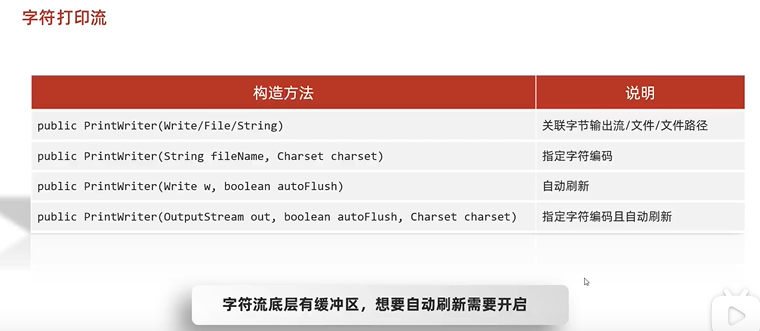 字符打印流
构造方法 说明
public PrintWriter(Write/File/String) 关联字节输出流/文件/文件路径
public PrintWriter(String fileName, Charset charset) 指定字符编码
public PrintWriter(Write w, boolean autoFlush) 自动刷新
public PrintWriter(OutputStream out, boolean autoFlush, Charset charset) 指定字符编码且自动刷新
字符流底层有缓冲区，想要自动刷新需要开启